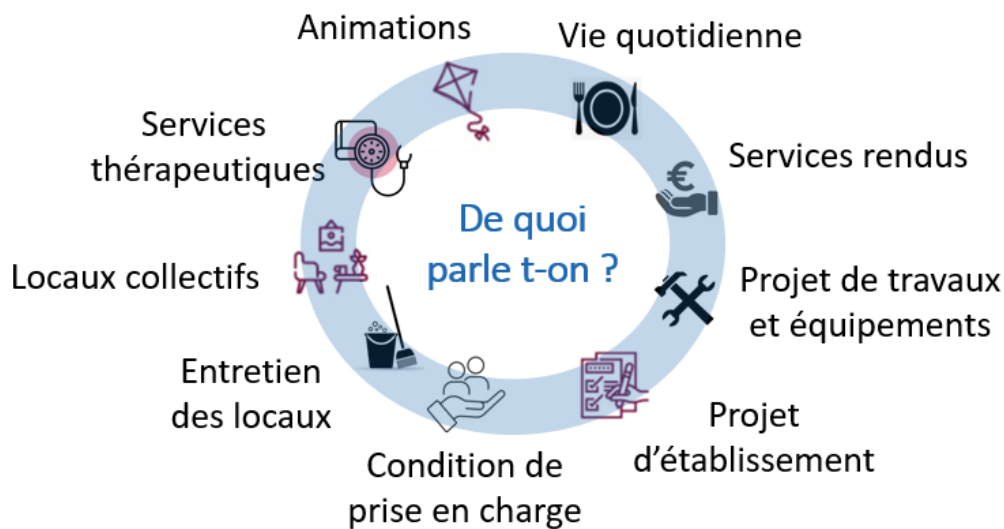 De quoi
parle t-on ?
Animations
Vie quotidienne
Services rendus
€
Projet de travaux
et équipements
Projet
d'établissement
Condition de
prise en charge
Entretien
des locaux
Locaux collectifs
Services
thérapeutiques